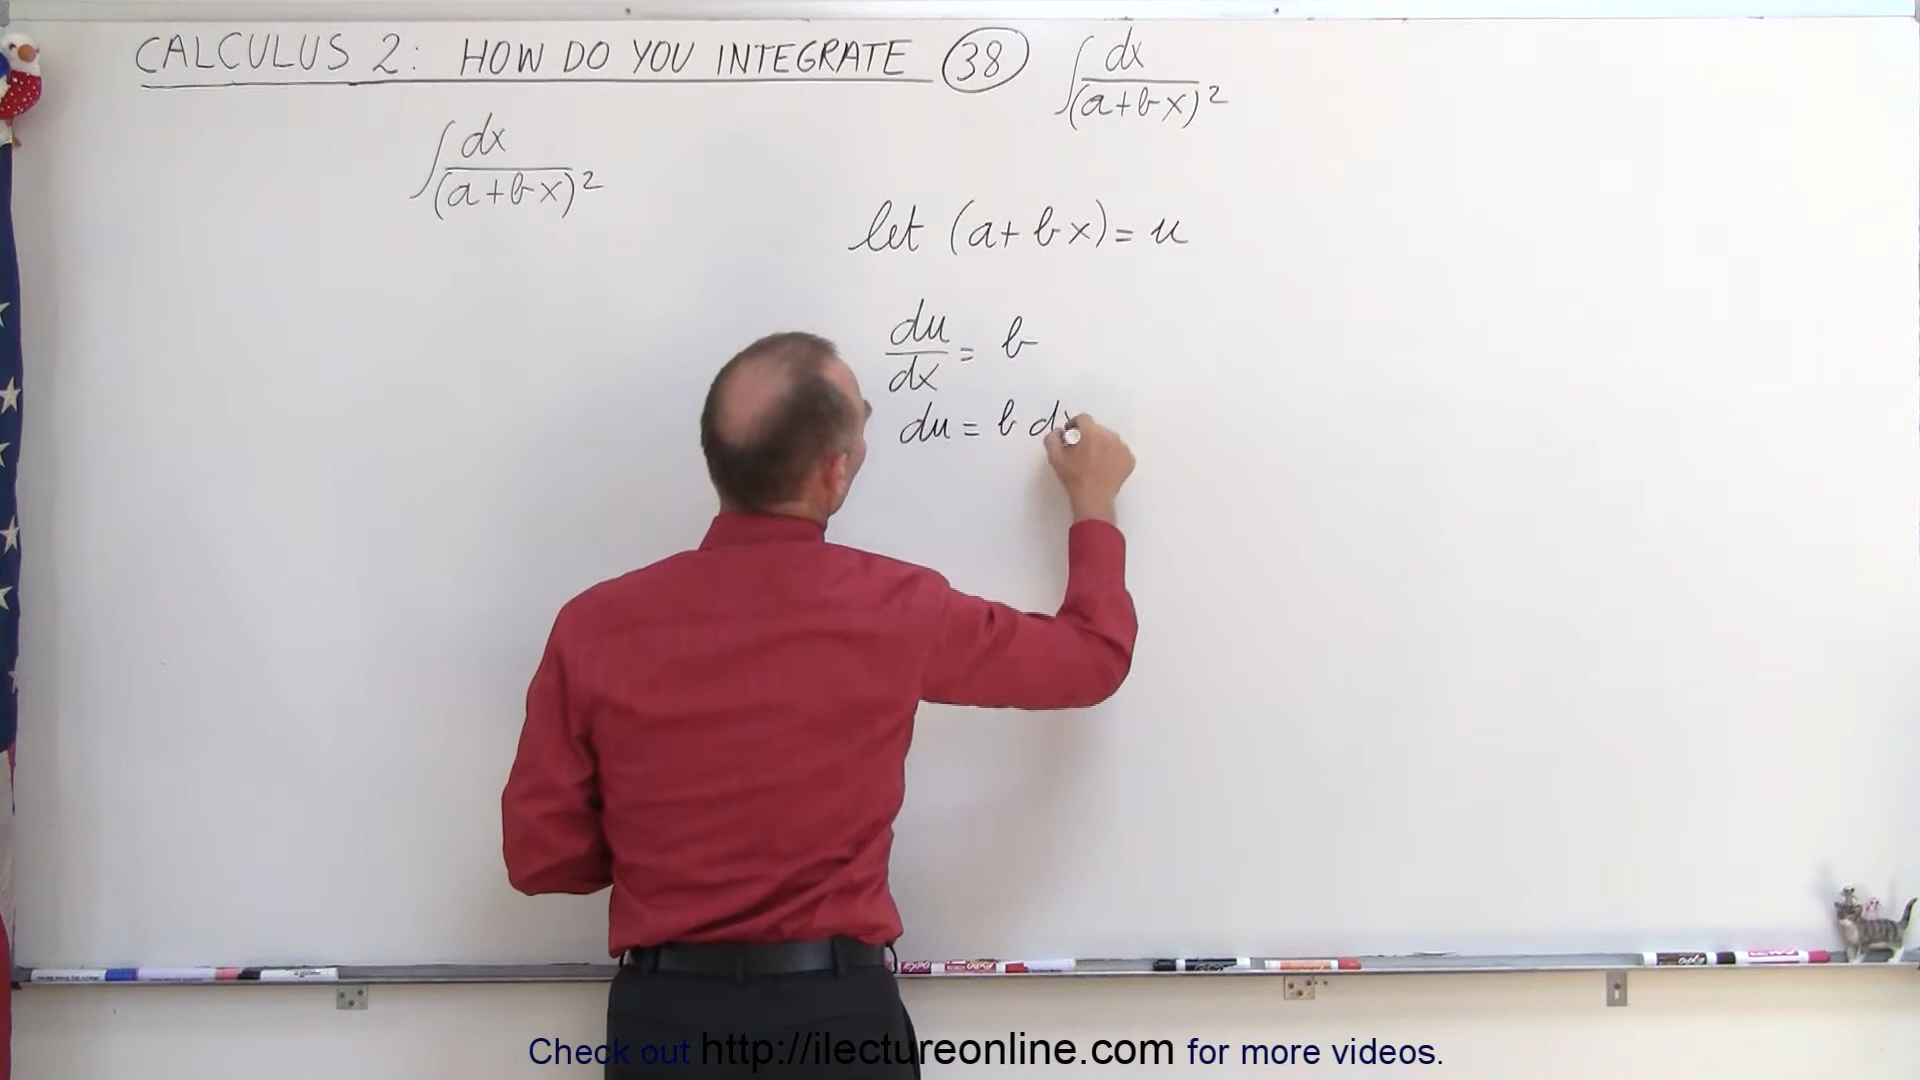 CALCULUS 2: HOW DO YOU INTEGRATE 38 ∫ dx/(a+bx)²
∫ dx/(a+bx)²
let (a+bx) = u
du/dx = b
du = b dx
EXPO
Check out http://ilectureonline.com for more videos.